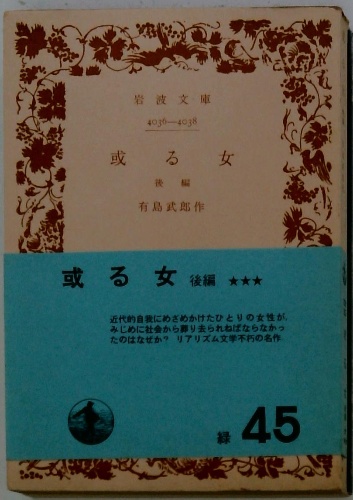 岩波文庫
4036—4038
或る女
後編
有島武郎作
或る女 後編 ★★★
近代的自我にめざめかけたひとりの女性が、
みじめに社会から葬り去られねばならなかっ
たのはなぜか? リアリズム文学不朽の名作
緑 45